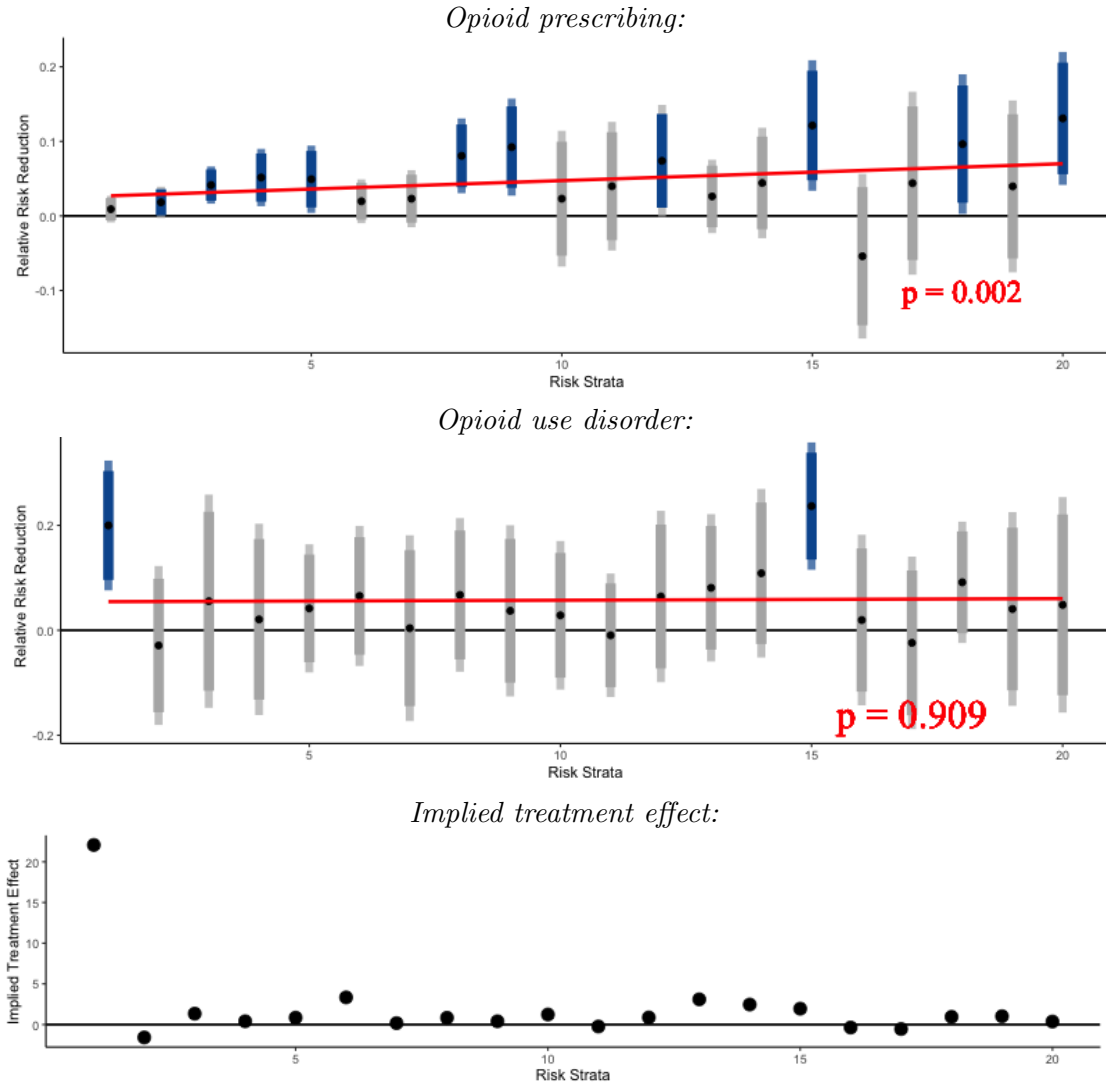 Opioid prescribing:
0.2
0.1
0.0
-0.1
Relative Risk Reduction
p = 0.002
5
10
15
20
Risk Strata
Opioid use disorder:
0.2
0.0
-0.2
Relative Risk Reduction
p = 0.909
5
10
15
20
Risk Strata
Implied treatment effect:
20
15
10
5
0
Implied Treatment Effect
5
10
15
20
Risk Strata